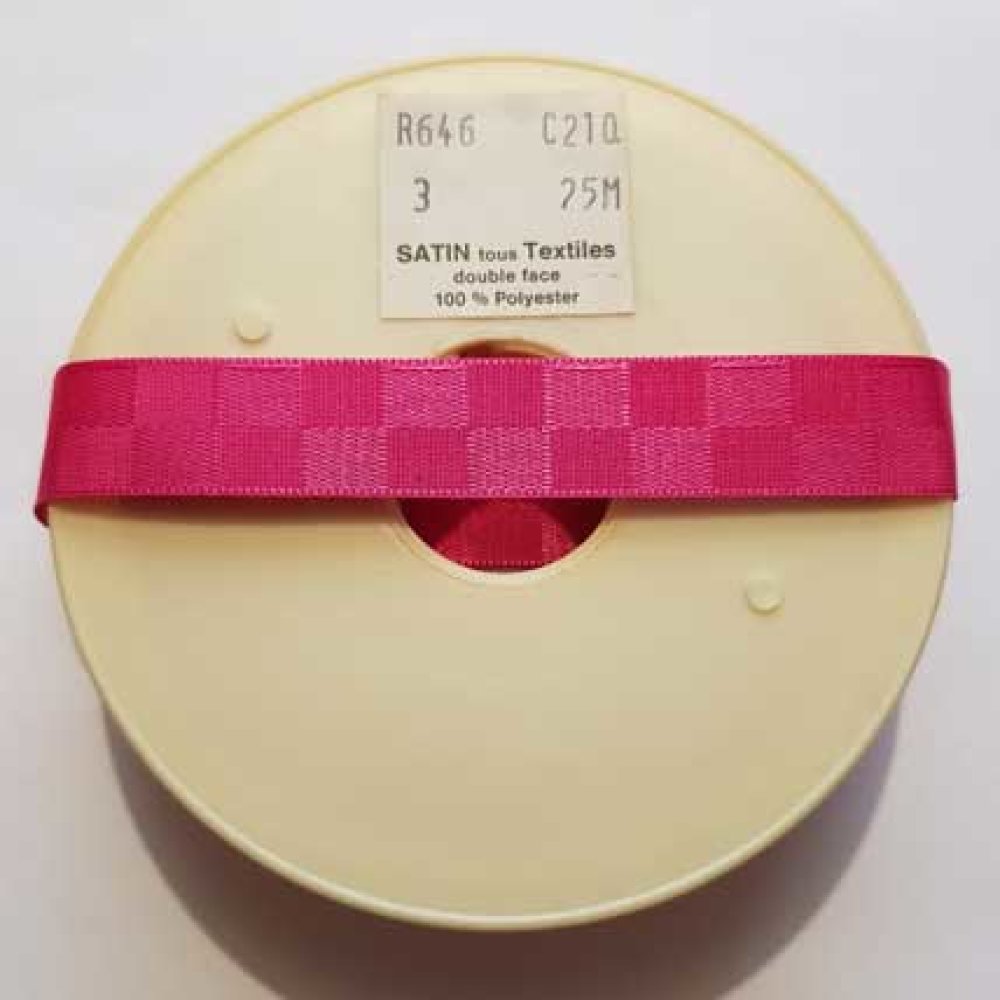 R646 C210
3 25M
SATIN tous Textiles
double face
100 % Polyester